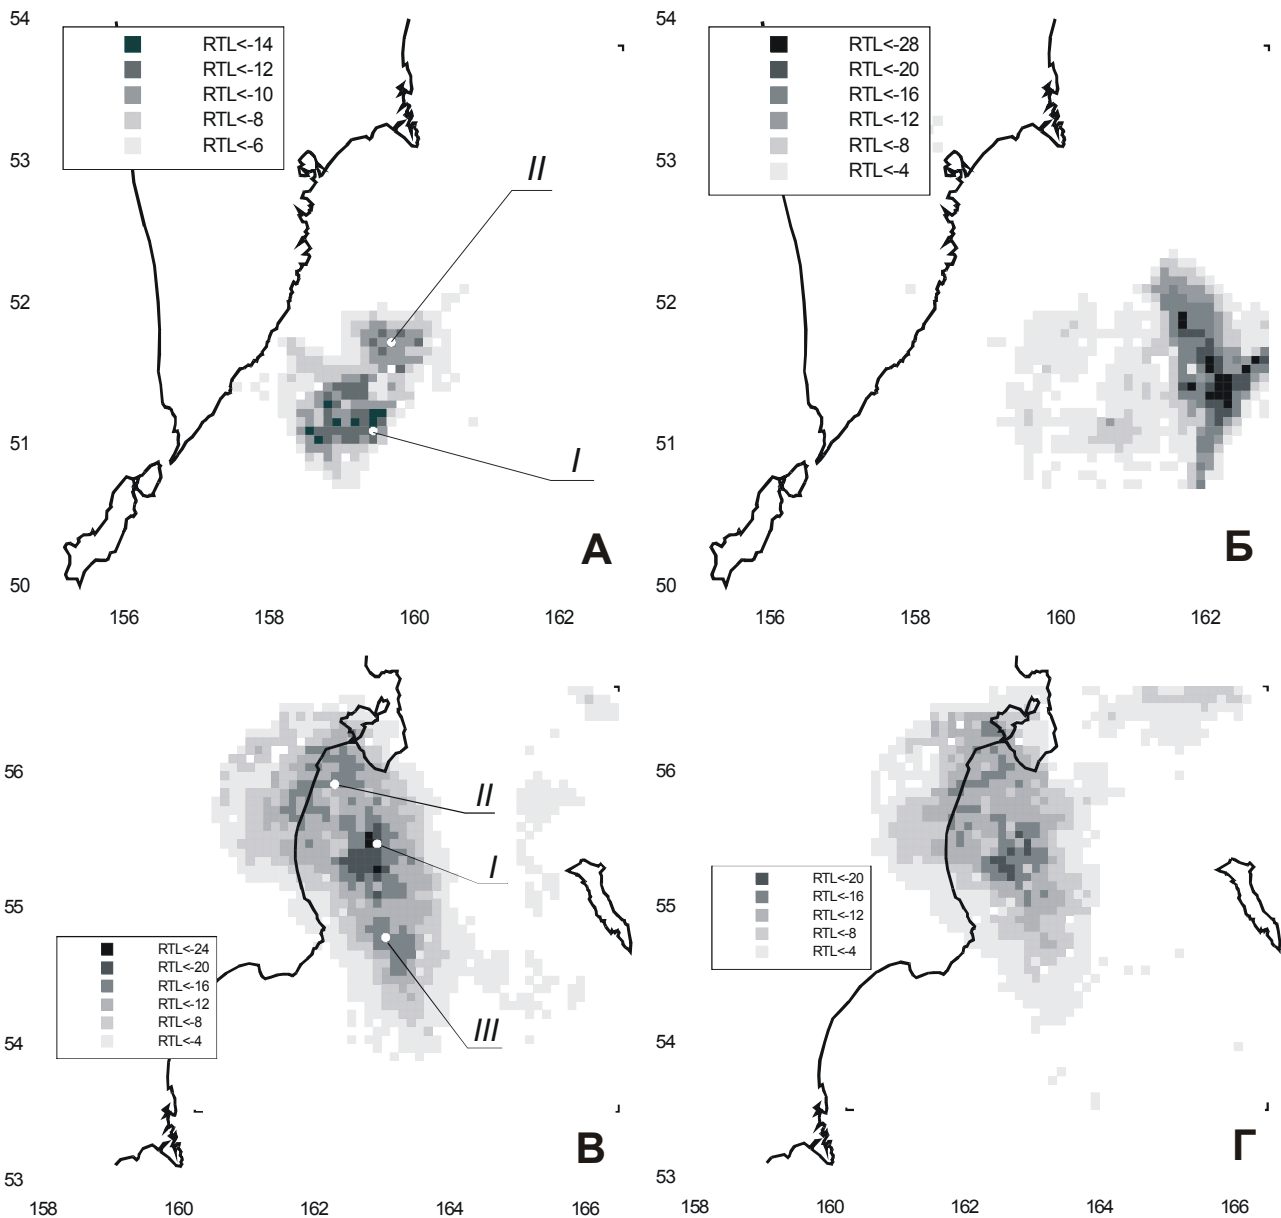 54
RTL<-14
RTL<-12
RTL<-10
RTL<-8
RTL<-6
53
II
52
51
I
А
50
156
158
160
162
54
RTL<-28
RTL<-20
RTL<-16
RTL<-12
RTL<-8
RTL<-4
53
52
51
Б
50
156
158
160
162
56
II
I
55
RTL<-24
RTL<-20
RTL<-16
RTL<-12
RTL<-8
RTL<-4
III
54
В
53
158
160
162
164
166
56
RTL<-20
RTL<-16
RTL<-12
RTL<-8
RTL<-4
55
54
Г
53
158
160
162
164
166